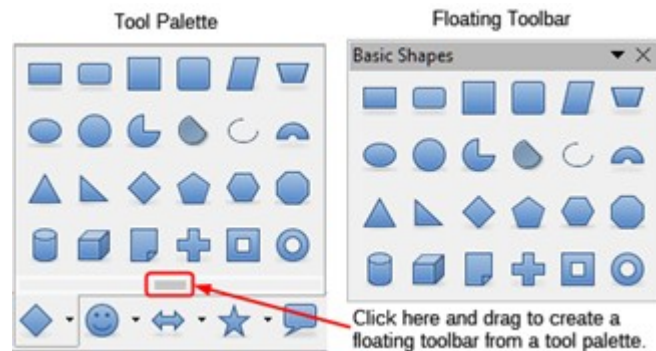 Tool Palette
Floating Toolbar
Basic Shapes
Click here and drag to create a
floating toolbar from a tool palette.